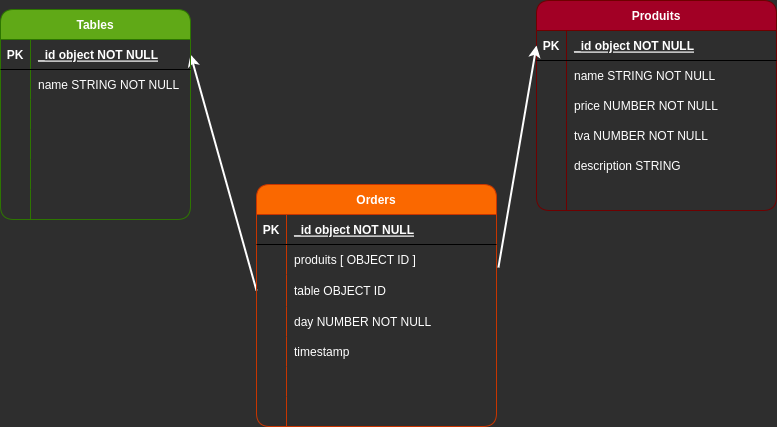 Tables
PK _id object NOT NULL
name STRING NOT NULL
Produits
PK _id object NOT NULL
name STRING NOT NULL
price NUMBER NOT NULL
tva NUMBER NOT NULL
description STRING
Orders
PK _id object NOT NULL
produits [ OBJECT ID ]
table OBJECT ID
day NUMBER NOT NULL
timestamp